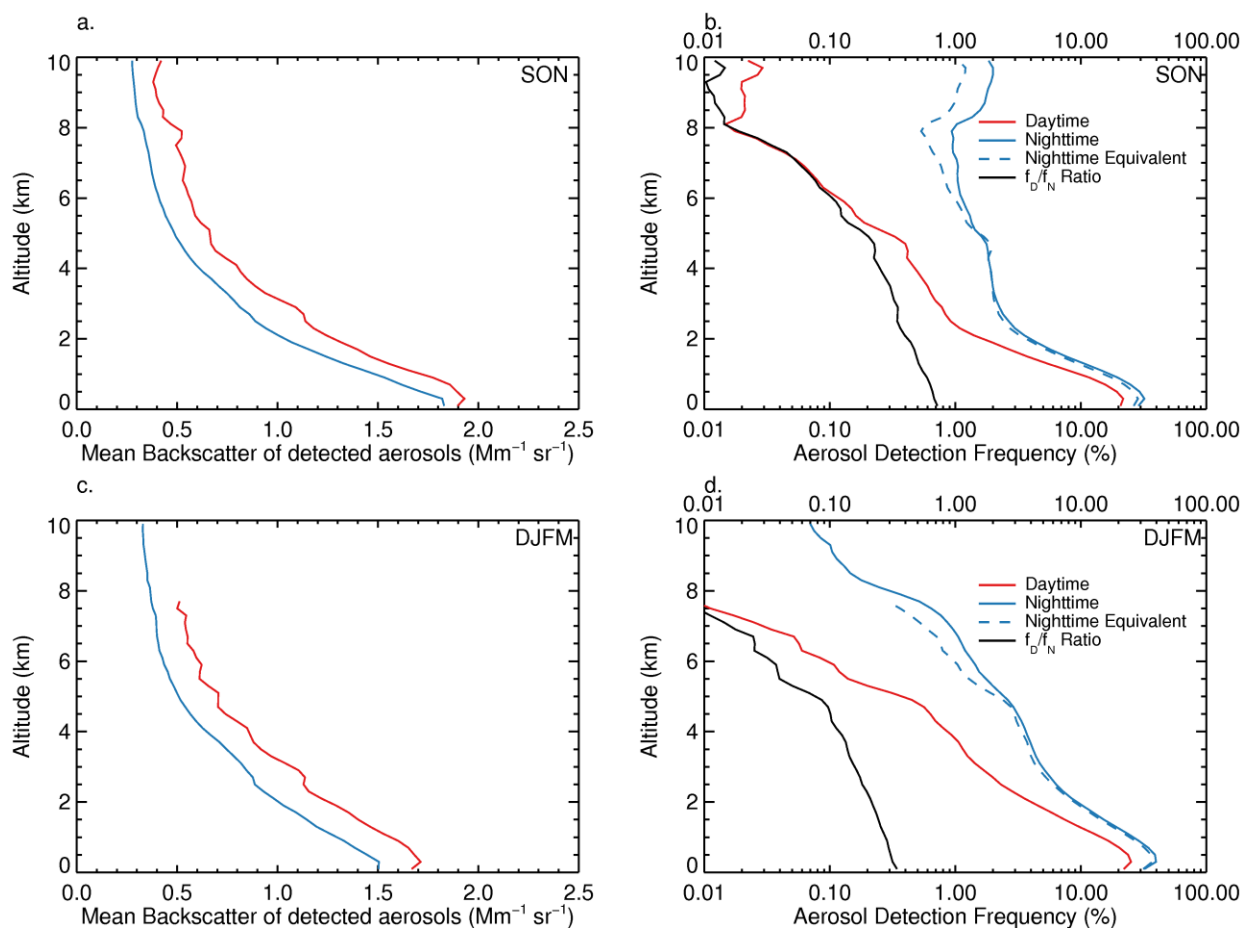 a.
SON
10
8
6
4
2
0
Altitude (km)
0.0 0.5 1.0 1.5 2.0 2.5
Mean Backscatter of detected aerosols (Mm⁻¹ sr⁻¹)
b.
0.01 0.10 1.00 10.00 100.00
SON
Daytime
Nighttime
Nighttime Equivalent
f_D/f_N Ratio
10
8
6
4
2
0
Altitude (km)
0.01 0.10 1.00 10.00 100.00
Aerosol Detection Frequency (%)
c.
DJFM
10
8
6
4
2
0
Altitude (km)
0.0 0.5 1.0 1.5 2.0 2.5
Mean Backscatter of detected aerosols (Mm⁻¹ sr⁻¹)
d.
0.01 0.10 1.00 10.00 100.00
DJFM
Daytime
Nighttime
Nighttime Equivalent
f_D/f_N Ratio
10
8
6
4
2
0
Altitude (km)
0.01 0.10 1.00 10.00 100.00
Aerosol Detection Frequency (%)